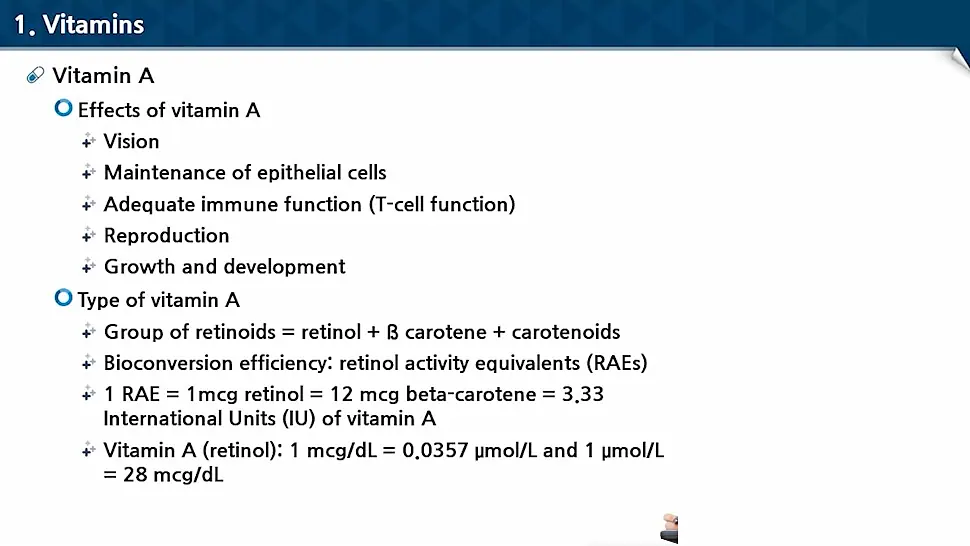 1. Vitamins
Vitamin A
Effects of vitamin A
Vision
Maintenance of epithelial cells
Adequate immune function (T-cell function)
Reproduction
Growth and development
Type of vitamin A
Group of retinoids = retinol + ß carotene + carotenoids
Bioconversion efficiency: retinol activity equivalents (RAEs)
1 RAE = 1mcg retinol = 12 mcg beta-carotene = 3.33
International Units (IU) of vitamin A
Vitamin A (retinol): 1 mcg/dL = 0.0357 μmol/L and 1 μmol/L
= 28 mcg/dL